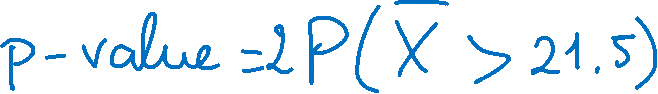 p-value = 2P(X̅ > 21.5)